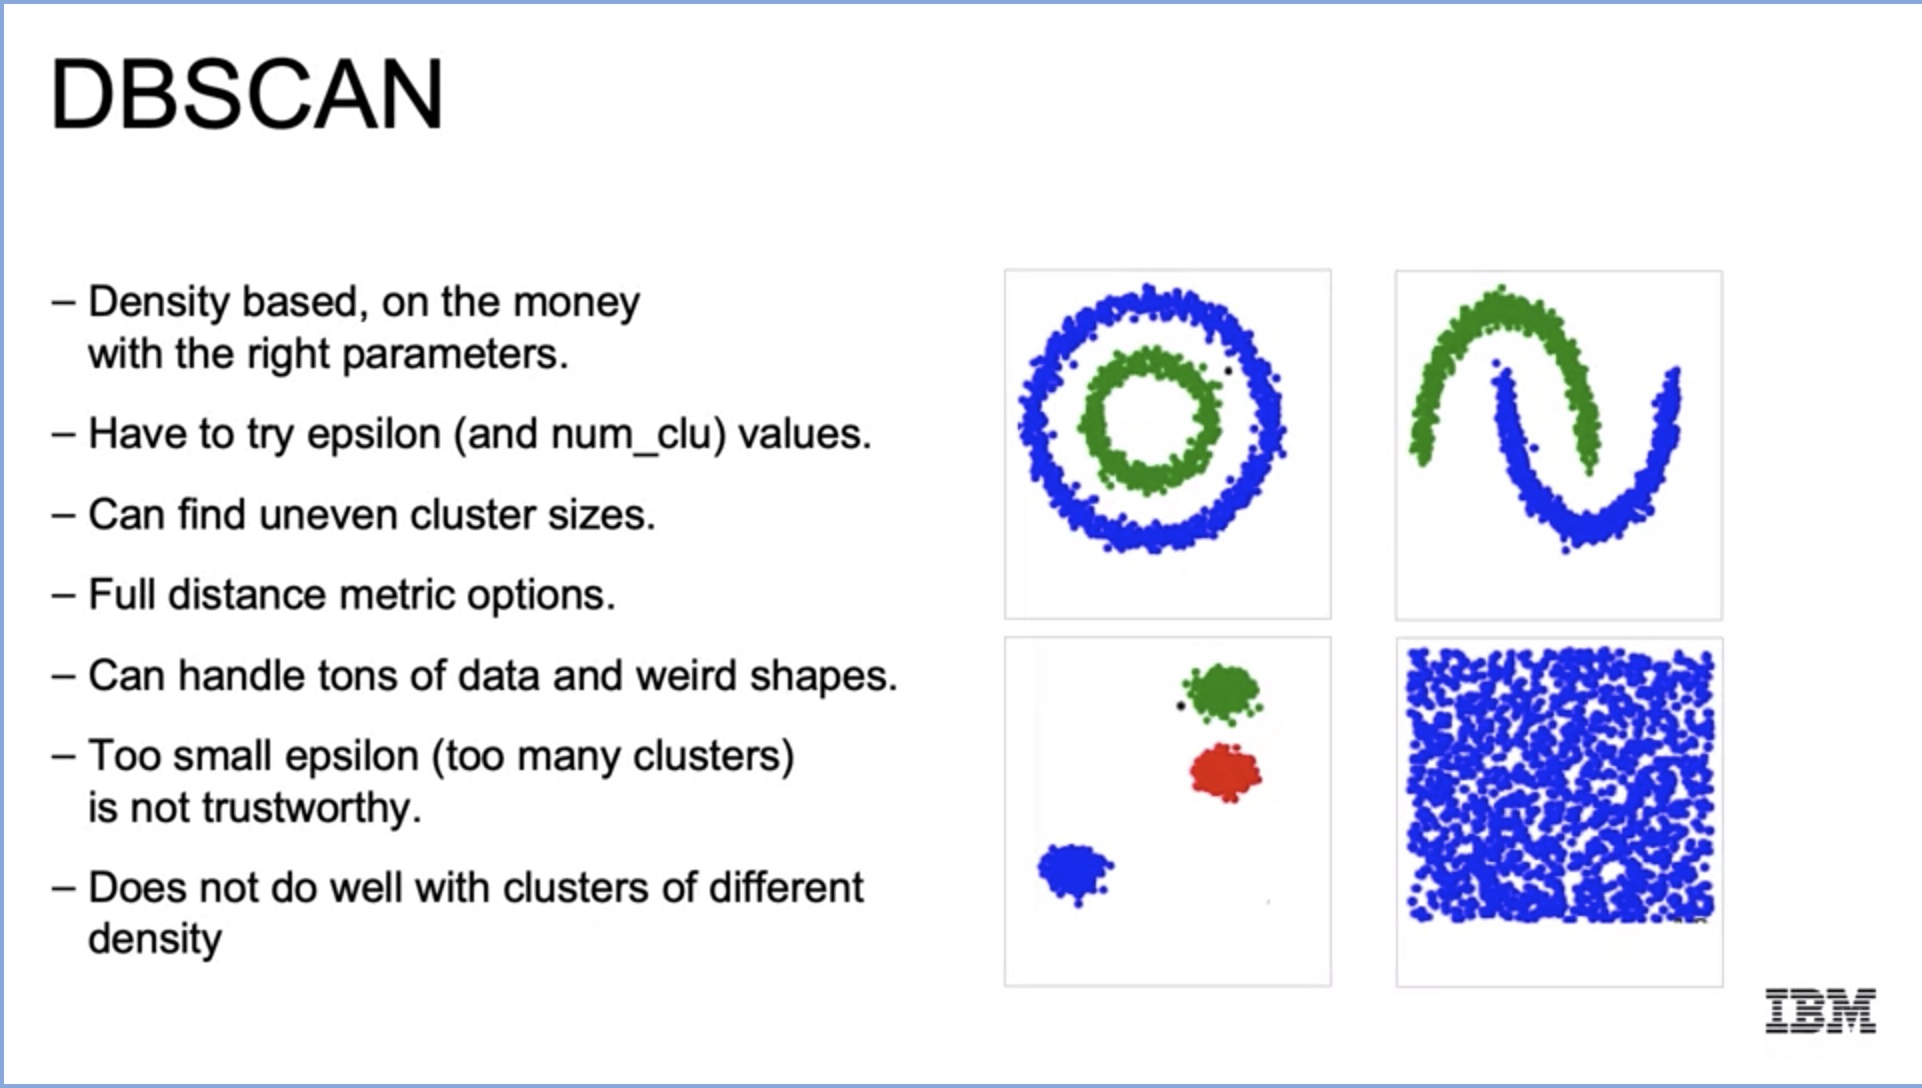 DBSCAN
– Density based, on the money
with the right parameters.
– Have to try epsilon (and num_clu) values.
– Can find uneven cluster sizes.
– Full distance metric options.
– Can handle tons of data and weird shapes.
– Too small epsilon (too many clusters)
is not trustworthy.
– Does not do well with clusters of different
density
IBM